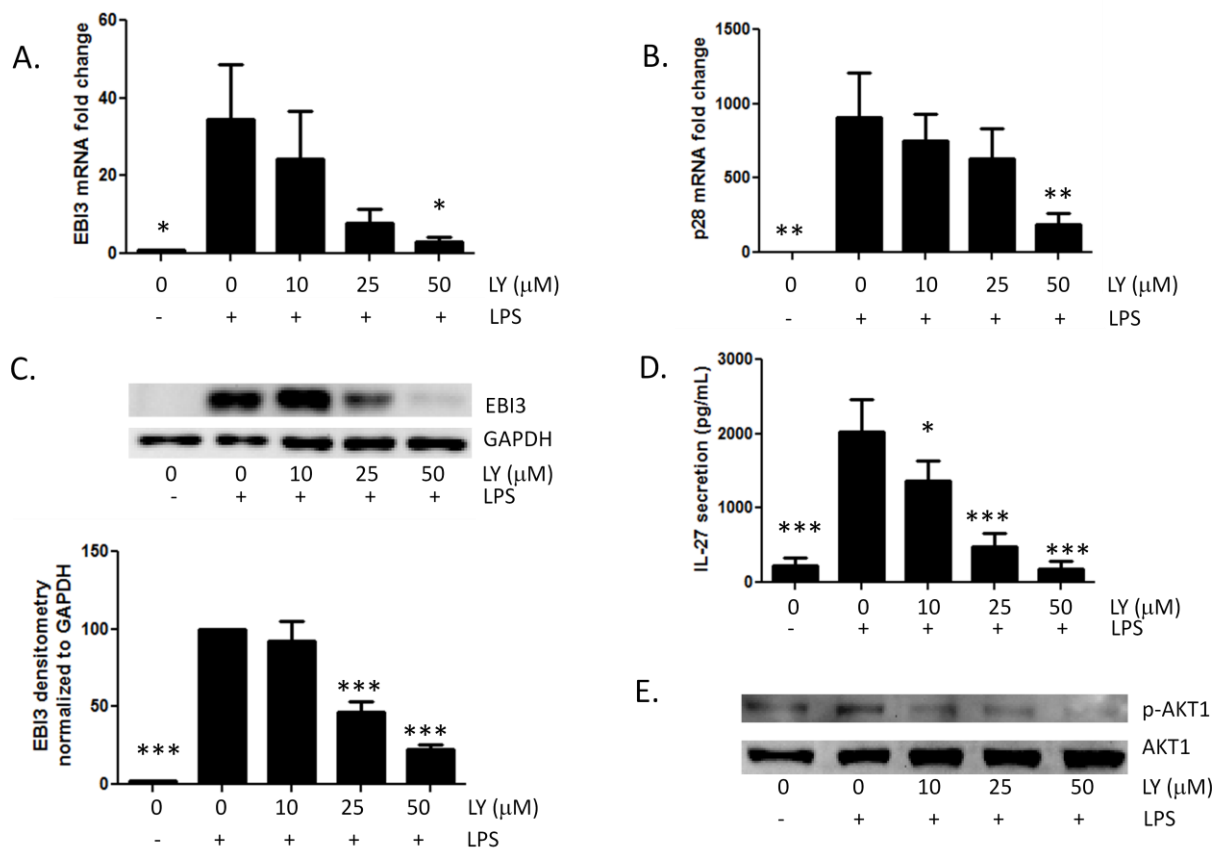 A.
EBI3 mRNA fold change
60
40
20
0
*
*
0 0 10 25 50 LY (μM)
- + + + + LPS
B.
p28 mRNA fold change
1500
1000
500
0
**
**
0 0 10 25 50 LY (μM)
- + + + + LPS
C.
EBI3
GAPDH
0 0 10 25 50 LY (μM)
- + + + + LPS
EBI3 densitometry
normalized to GAPDH
150
100
50
0
***
***
***
0 0 10 25 50 LY (μM)
- + + + + LPS
D.
IL-27 secretion (pg/mL)
3000
2000
1000
0
***
*
***
***
0 0 10 25 50 LY (μM)
- + + + + LPS
E.
p-AKT1
AKT1
0 0 10 25 50 LY (μM)
- + + + + LPS